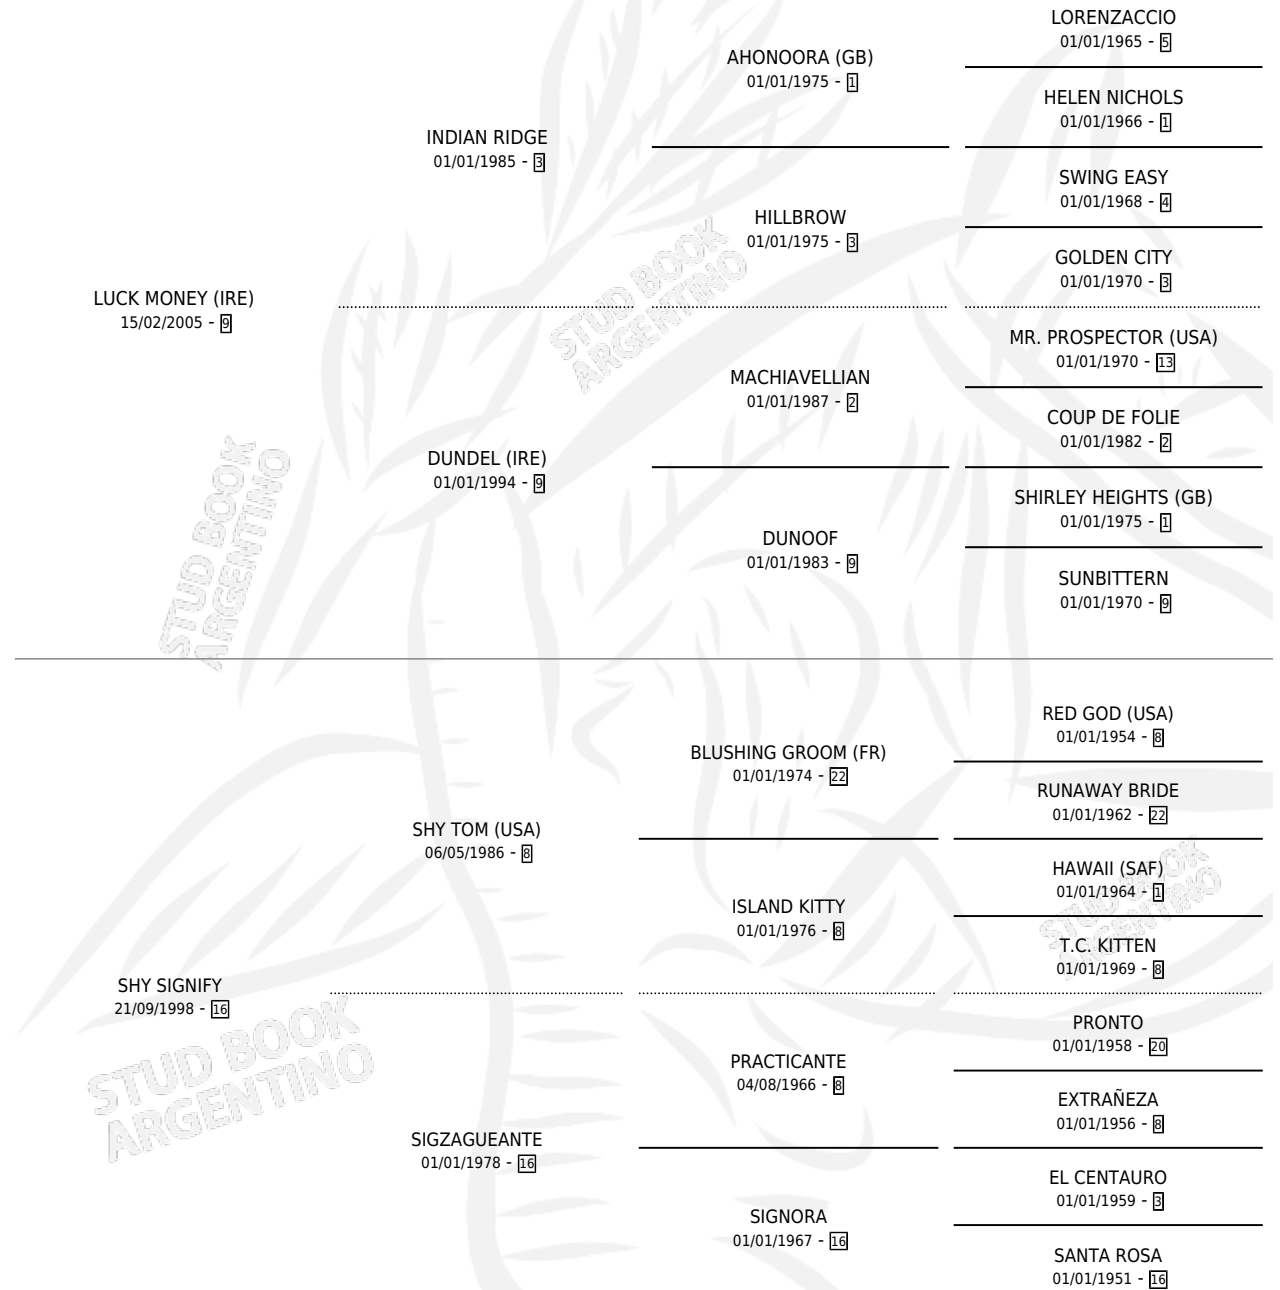 LORENZACCIO
01/01/1965 - 5
AHONOORA (GB)
01/01/1975 - 1
HELEN NICHOLS
01/01/1966 - 1
INDIAN RIDGE
01/01/1985 - 3
SWING EASY
01/01/1968 - 4
HILLBROW
01/01/1975 - 3
GOLDEN CITY
01/01/1970 - 3
LUCK MONEY (IRE)
15/02/2005 - 9
MR. PROSPECTOR (USA)
01/01/1970 - 13
MACHIAVELLIAN
01/01/1987 - 2
COUP DE FOLIE
01/01/1982 - 2
DUNDEL (IRE)
01/01/1994 - 9
SHIRLEY HEIGHTS (GB)
01/01/1975 - 1
DUNOOF
01/01/1983 - 9
SUNBITTERN
01/01/1970 - 9
RED GOD (USA)
01/01/1954 - 8
BLUSHING GROOM (FR)
01/01/1974 - 22
RUNAWAY BRIDE
01/01/1962 - 22
SHY TOM (USA)
06/05/1986 - 8
HAWAII (SAF)
01/01/1964 - 1
ISLAND KITTY
01/01/1976 - 8
T.C. KITTEN
01/01/1969 - 8
SHY SIGNIFY
21/09/1998 - 16
PRONTO
01/01/1958 - 20
PRACTICANTE
04/08/1966 - 8
EXTRAÑEZA
01/01/1956 - 8
SIGZAGUEANTE
01/01/1978 - 16
EL CENTAURO
01/01/1959 - 3
SIGNORA
01/01/1967 - 16
SANTA ROSA
01/01/1951 - 16
STUD BOOK
ARGENTINO
STUD BOOK
ARGENTINO
STUD BOOK
ARGENTINO
STUD BOOK
ARGENTINO